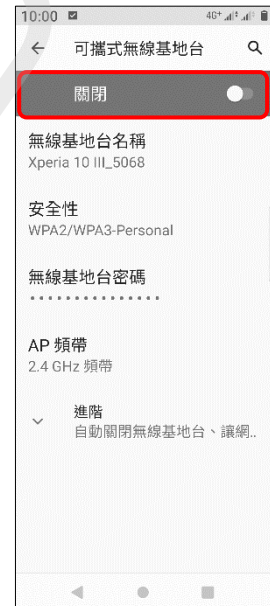 10:00 4G+
可攜式無線基地台
關閉
無線基地台名稱
Xperia 10 III_5068
安全性
WPA2/WPA3-Personal
無線基地台密碼
•••••••••••••••
AP 頻帶
2.4 GHz 頻帶
進階
自動關閉無線基地台、讓網..